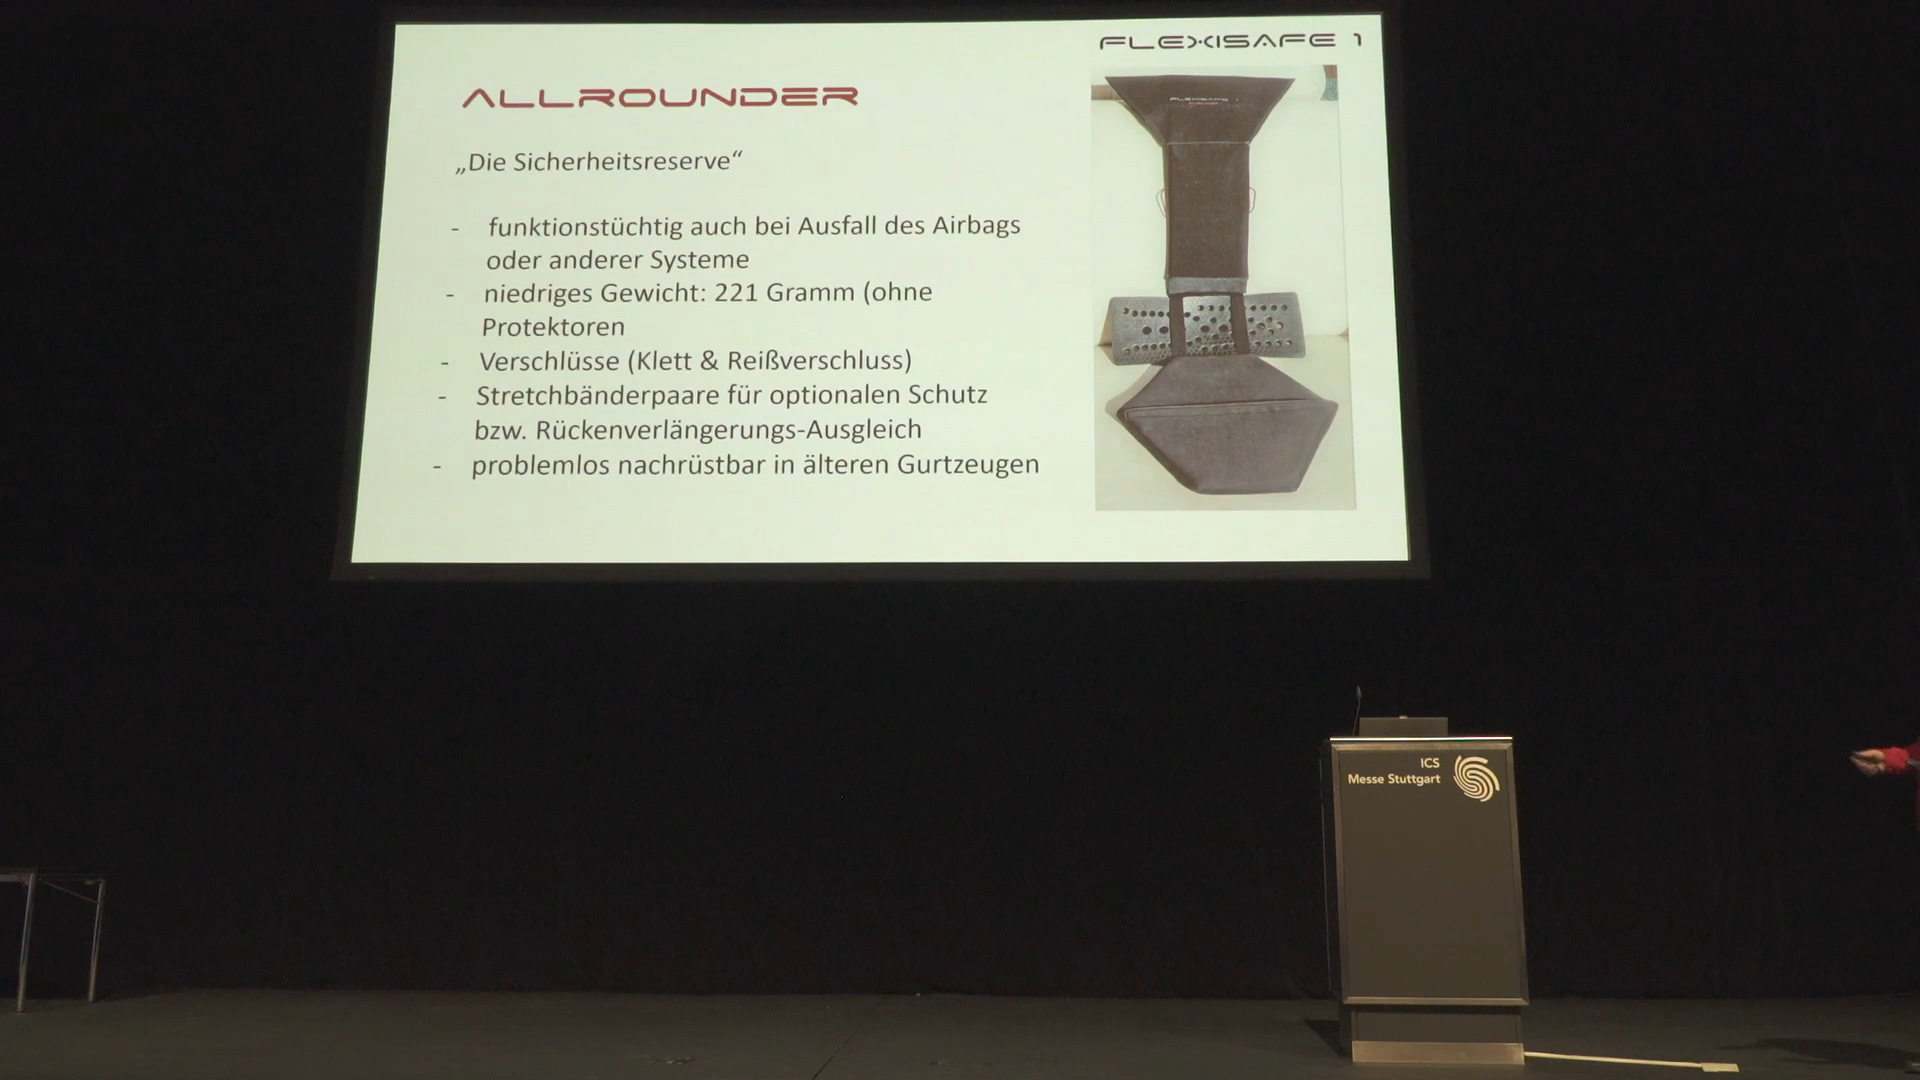 FLEXISAFE 1
ALLROUNDER
„Die Sicherheitsreserve“
- funktionstüchtig auch bei Ausfall des Airbags
oder anderer Systeme
- niedriges Gewicht: 221 Gramm (ohne
Protektoren
- Verschlüsse (Klett & Reißverschluss)
- Stretchbänderpaare für optionalen Schutz
bzw. Rückenverlängerungs-Ausgleich
- problemlos nachrüstbar in älteren Gurtzeugen
FLEXISAFE 1
ICS
Messe Stuttgart